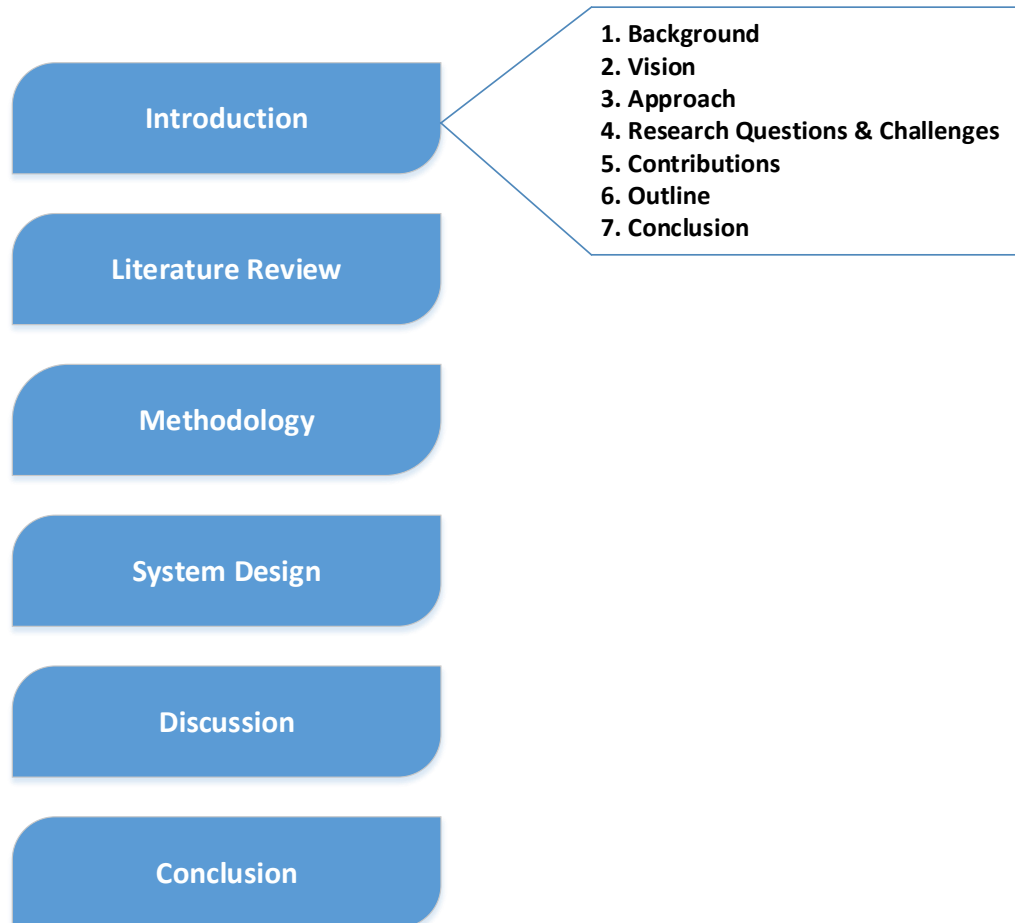 Introduction
1. Background
2. Vision
3. Approach
4. Research Questions & Challenges
5. Contributions
6. Outline
7. Conclusion
Literature Review
Methodology
System Design
Discussion
Conclusion